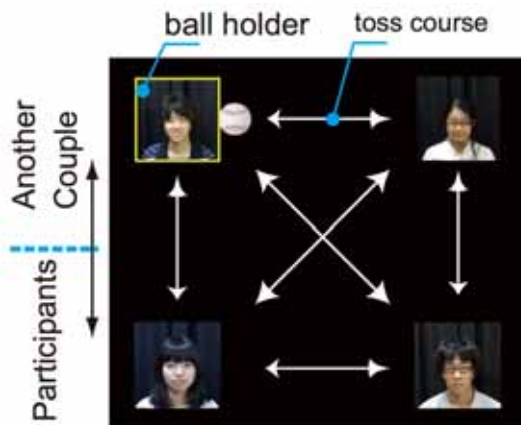 ball holder
toss course
Another
Couple
Participants